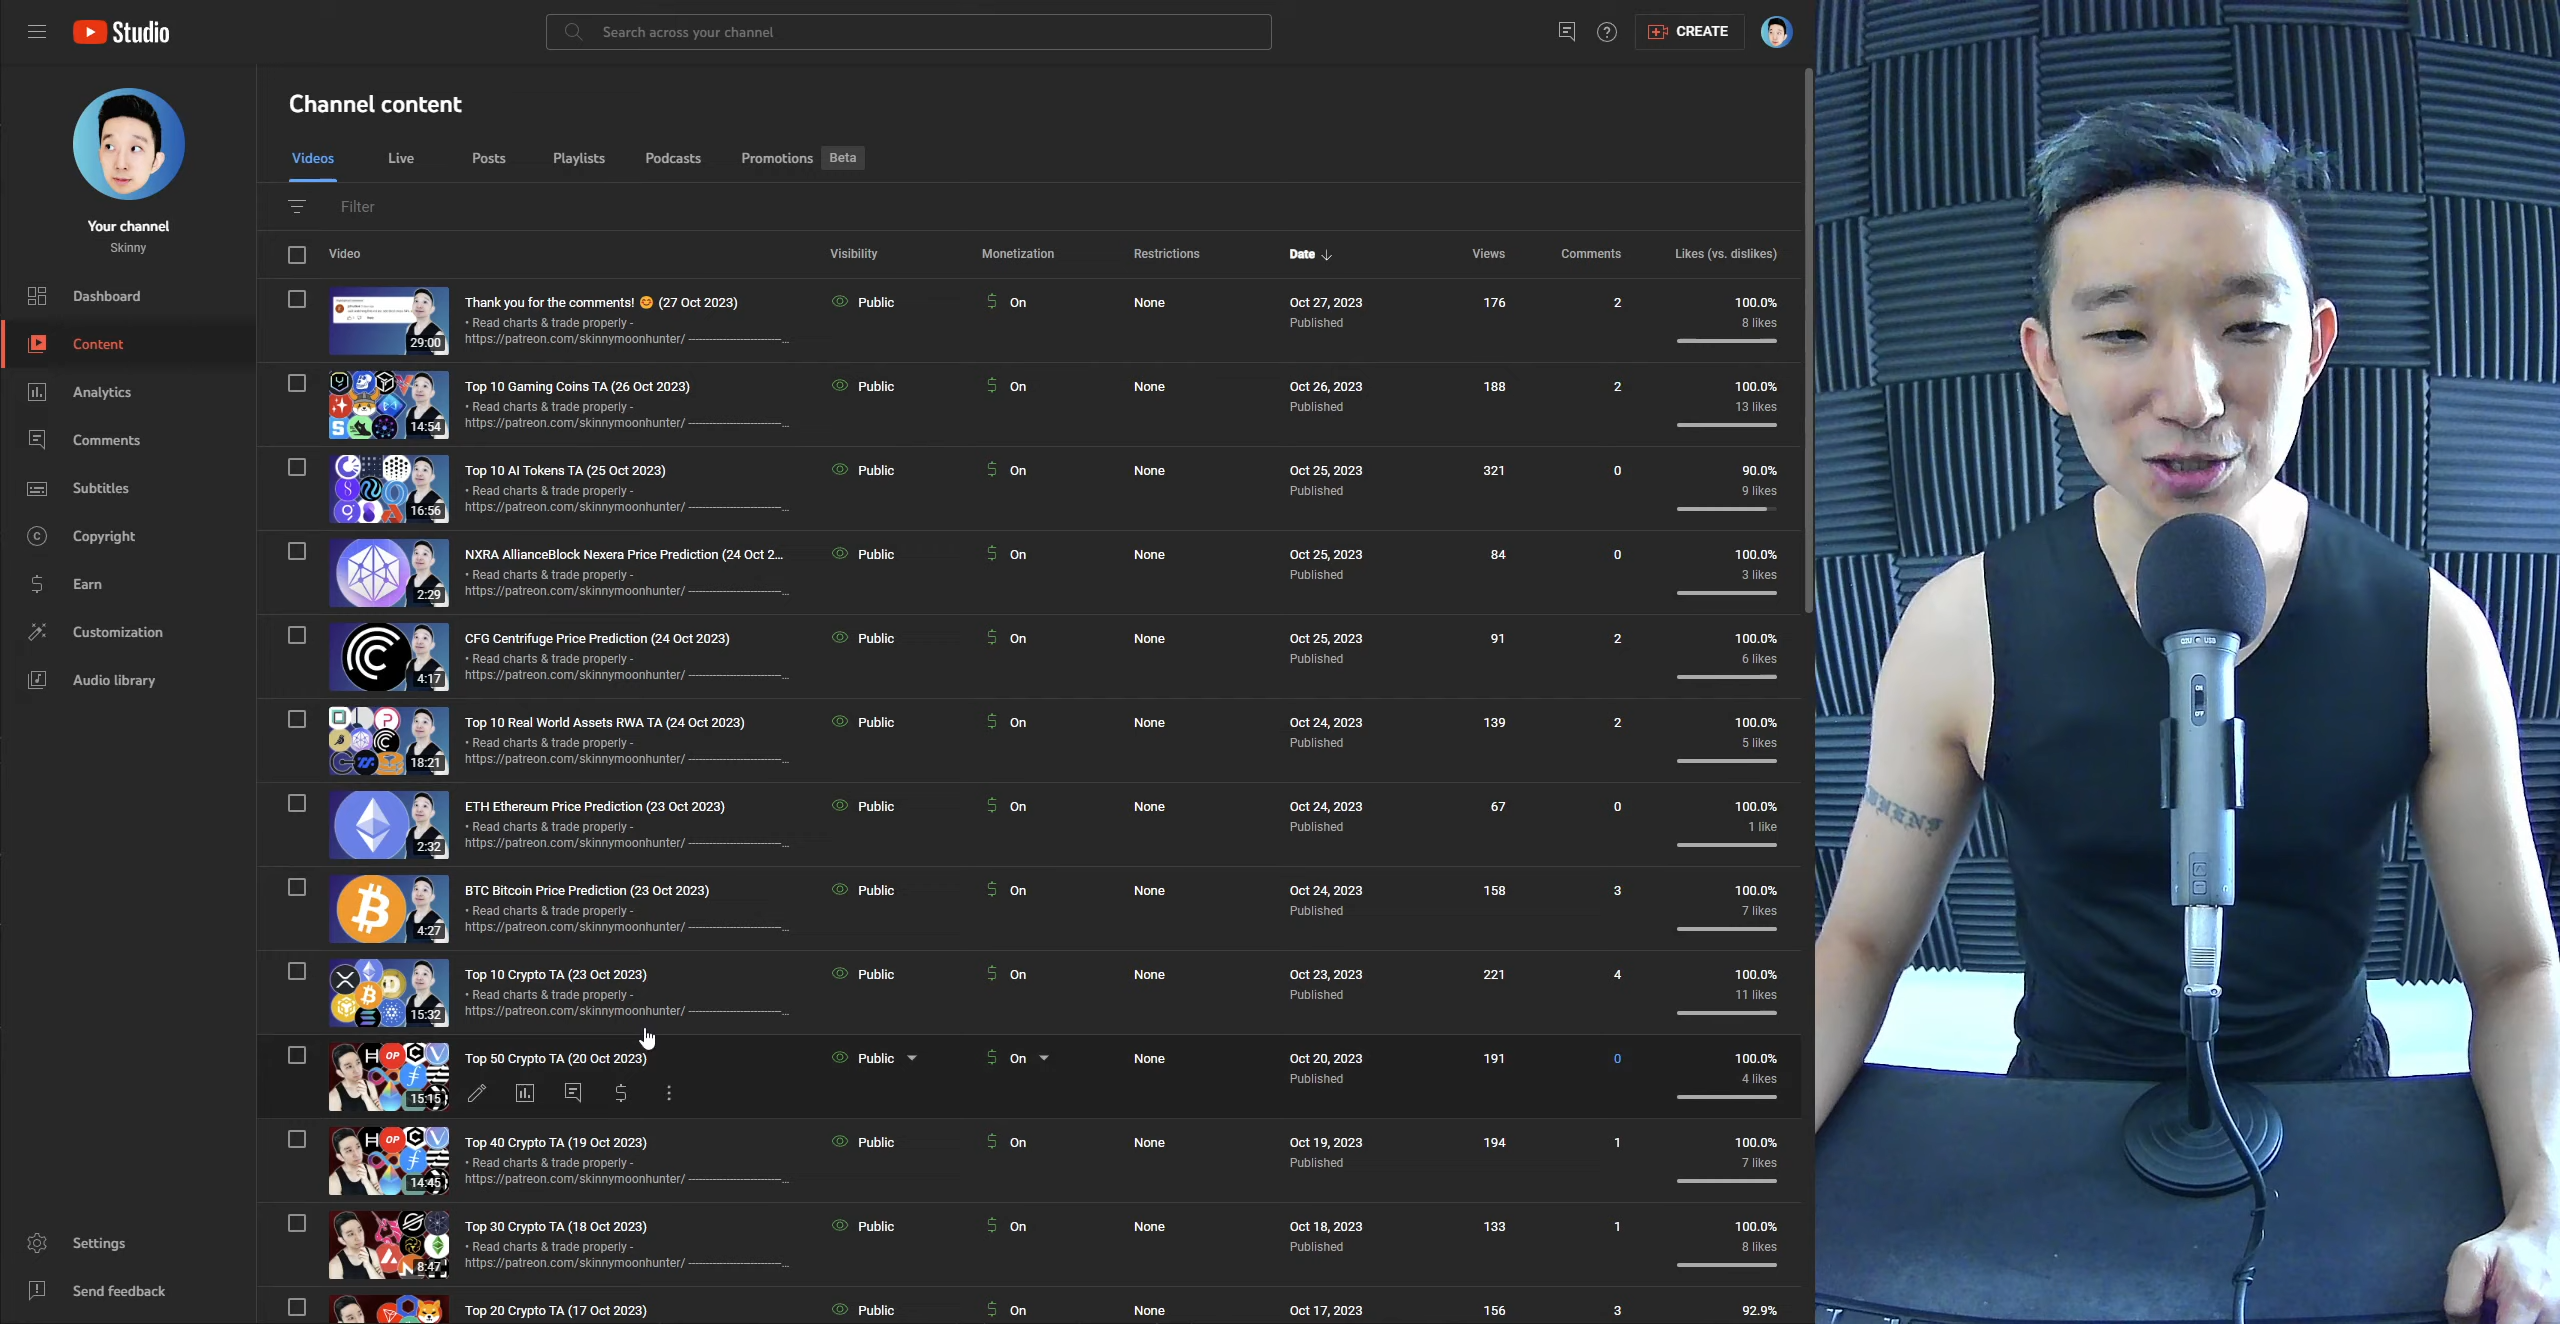 Studio
Search across your channel
CREATE
Your channel
Skinny
Dashboard
Content
Analytics
Comments
Subtitles
Copyright
Earn
Customization
Audio library
Settings
Send feedback
Channel content
Videos Live Posts Playlists Podcasts Promotions Beta
Filter
Video Visibility Monetization Restrictions Date Views Comments Likes (vs. dislikes)
29:00 Thank you for the comments! 😊 (27 Oct 2023) Public On None Oct 27, 2023 176 2 100.0%
• Read charts & trade properly - Published 8 likes
https://patreon.com/skinnymoonhunter/ -----------------------------...
14:54 Top 10 Gaming Coins TA (26 Oct 2023) Public On None Oct 26, 2023 188 2 100.0%
• Read charts & trade properly - Published 13 likes
https://patreon.com/skinnymoonhunter/ -----------------------------...
16:56 Top 10 AI Tokens TA (25 Oct 2023) Public On None Oct 25, 2023 321 0 90.0%
• Read charts & trade properly - Published 9 likes
https://patreon.com/skinnymoonhunter/ -----------------------------...
2:29 NXRA AllianceBlock Nexera Price Prediction (24 Oct 2... Public On None Oct 25, 2023 84 0 100.0%
• Read charts & trade properly - Published 3 likes
https://patreon.com/skinnymoonhunter/ -----------------------------...
4:17 CFG Centrifuge Price Prediction (24 Oct 2023) Public On None Oct 25, 2023 91 2 100.0%
• Read charts & trade properly - Published 6 likes
https://patreon.com/skinnymoonhunter/ -----------------------------...
18:21 Top 10 Real World Assets RWA TA (24 Oct 2023) Public On None Oct 24, 2023 139 2 100.0%
• Read charts & trade properly - Published 5 likes
https://patreon.com/skinnymoonhunter/ -----------------------------...
2:32 ETH Ethereum Price Prediction (23 Oct 2023) Public On None Oct 24, 2023 67 0 100.0%
• Read charts & trade properly - Published 1 like
https://patreon.com/skinnymoonhunter/ -----------------------------...
4:27 BTC Bitcoin Price Prediction (23 Oct 2023) Public On None Oct 24, 2023 158 3 100.0%
• Read charts & trade properly - Published 7 likes
https://patreon.com/skinnymoonhunter/ -----------------------------...
15:32 Top 10 Crypto TA (23 Oct 2023) Public On None Oct 23, 2023 221 4 100.0%
• Read charts & trade properly - Published 11 likes
https://patreon.com/skinnymoonhunter/ -----------------------------...
15:15 Top 50 Crypto TA (20 Oct 2023) Public On None Oct 20, 2023 191 0 100.0%
Published 4 likes
14:45 Top 40 Crypto TA (19 Oct 2023) Public On None Oct 19, 2023 194 1 100.0%
• Read charts & trade properly - Published 7 likes
https://patreon.com/skinnymoonhunter/ -----------------------------...
8:47 Top 30 Crypto TA (18 Oct 2023) Public On None Oct 18, 2023 133 1 100.0%
• Read charts & trade properly - Published 8 likes
https://patreon.com/skinnymoonhunter/ -----------------------------...
Top 20 Crypto TA (17 Oct 2023) Public On None Oct 17, 2023 156 3 92.9%
ON
OFF